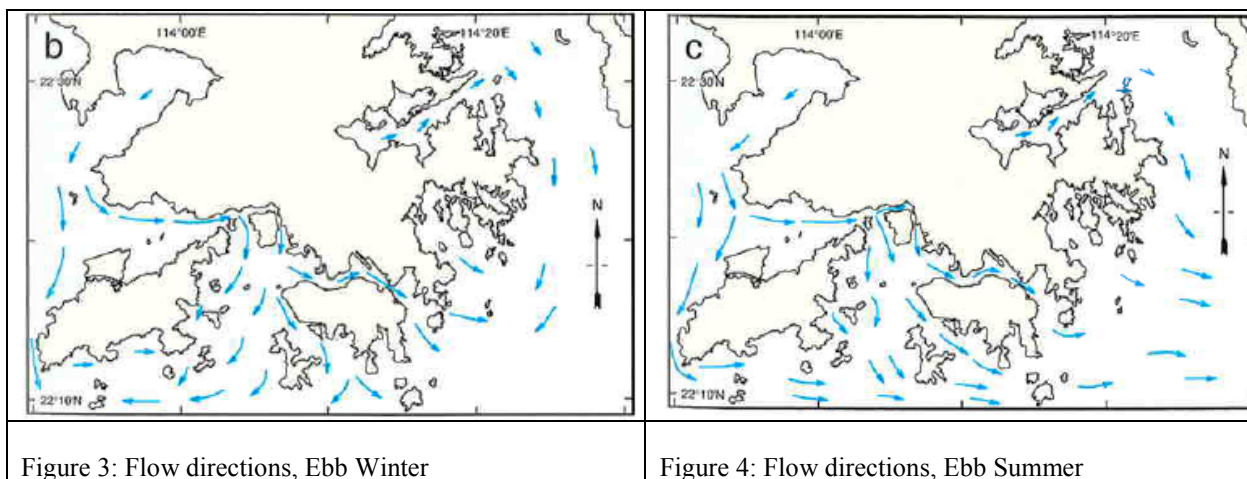 b
114°00'E
114°20'E
22°30'N
N
22°10'N
Figure 3: Flow directions, Ebb Winter
c
114°00'E
114°20'E
22°30'N
N
22°10'N
Figure 4: Flow directions, Ebb Summer